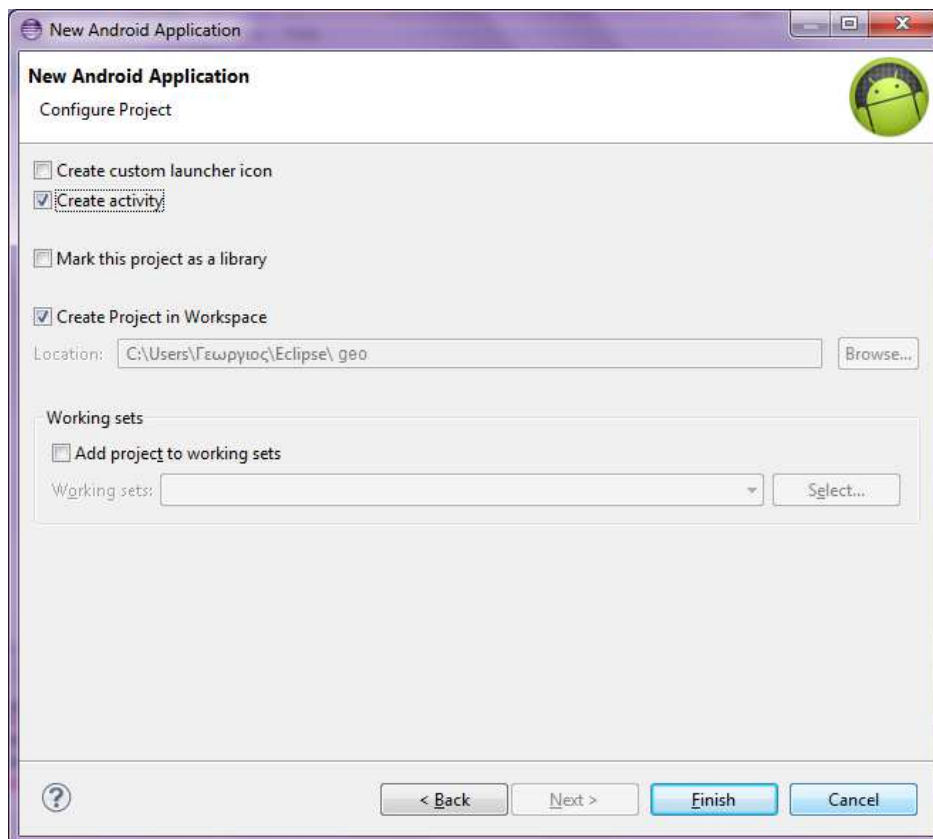 New Android Application
New Android Application
Configure Project
Create custom launcher icon
Create activity
Mark this project as a library
Create Project in Workspace
Location: C:\Users\Γεωργιος\Eclipse\ geo Browse...
Working sets
Add project to working sets
Working sets: Select...
? < Back Next > Finish Cancel